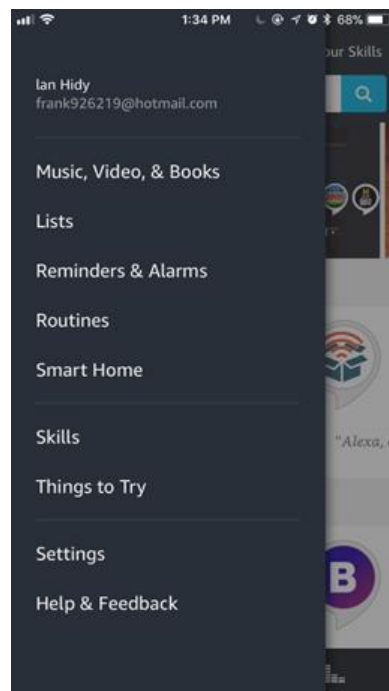 1:34 PM
68%
our Skills
Ian Hidy
frank926219@hotmail.com
Music, Video, & Books
Lists
Reminders & Alarms
Routines
Smart Home
Skills
"Alexa,
Things to Try
Settings
B
Help & Feedback